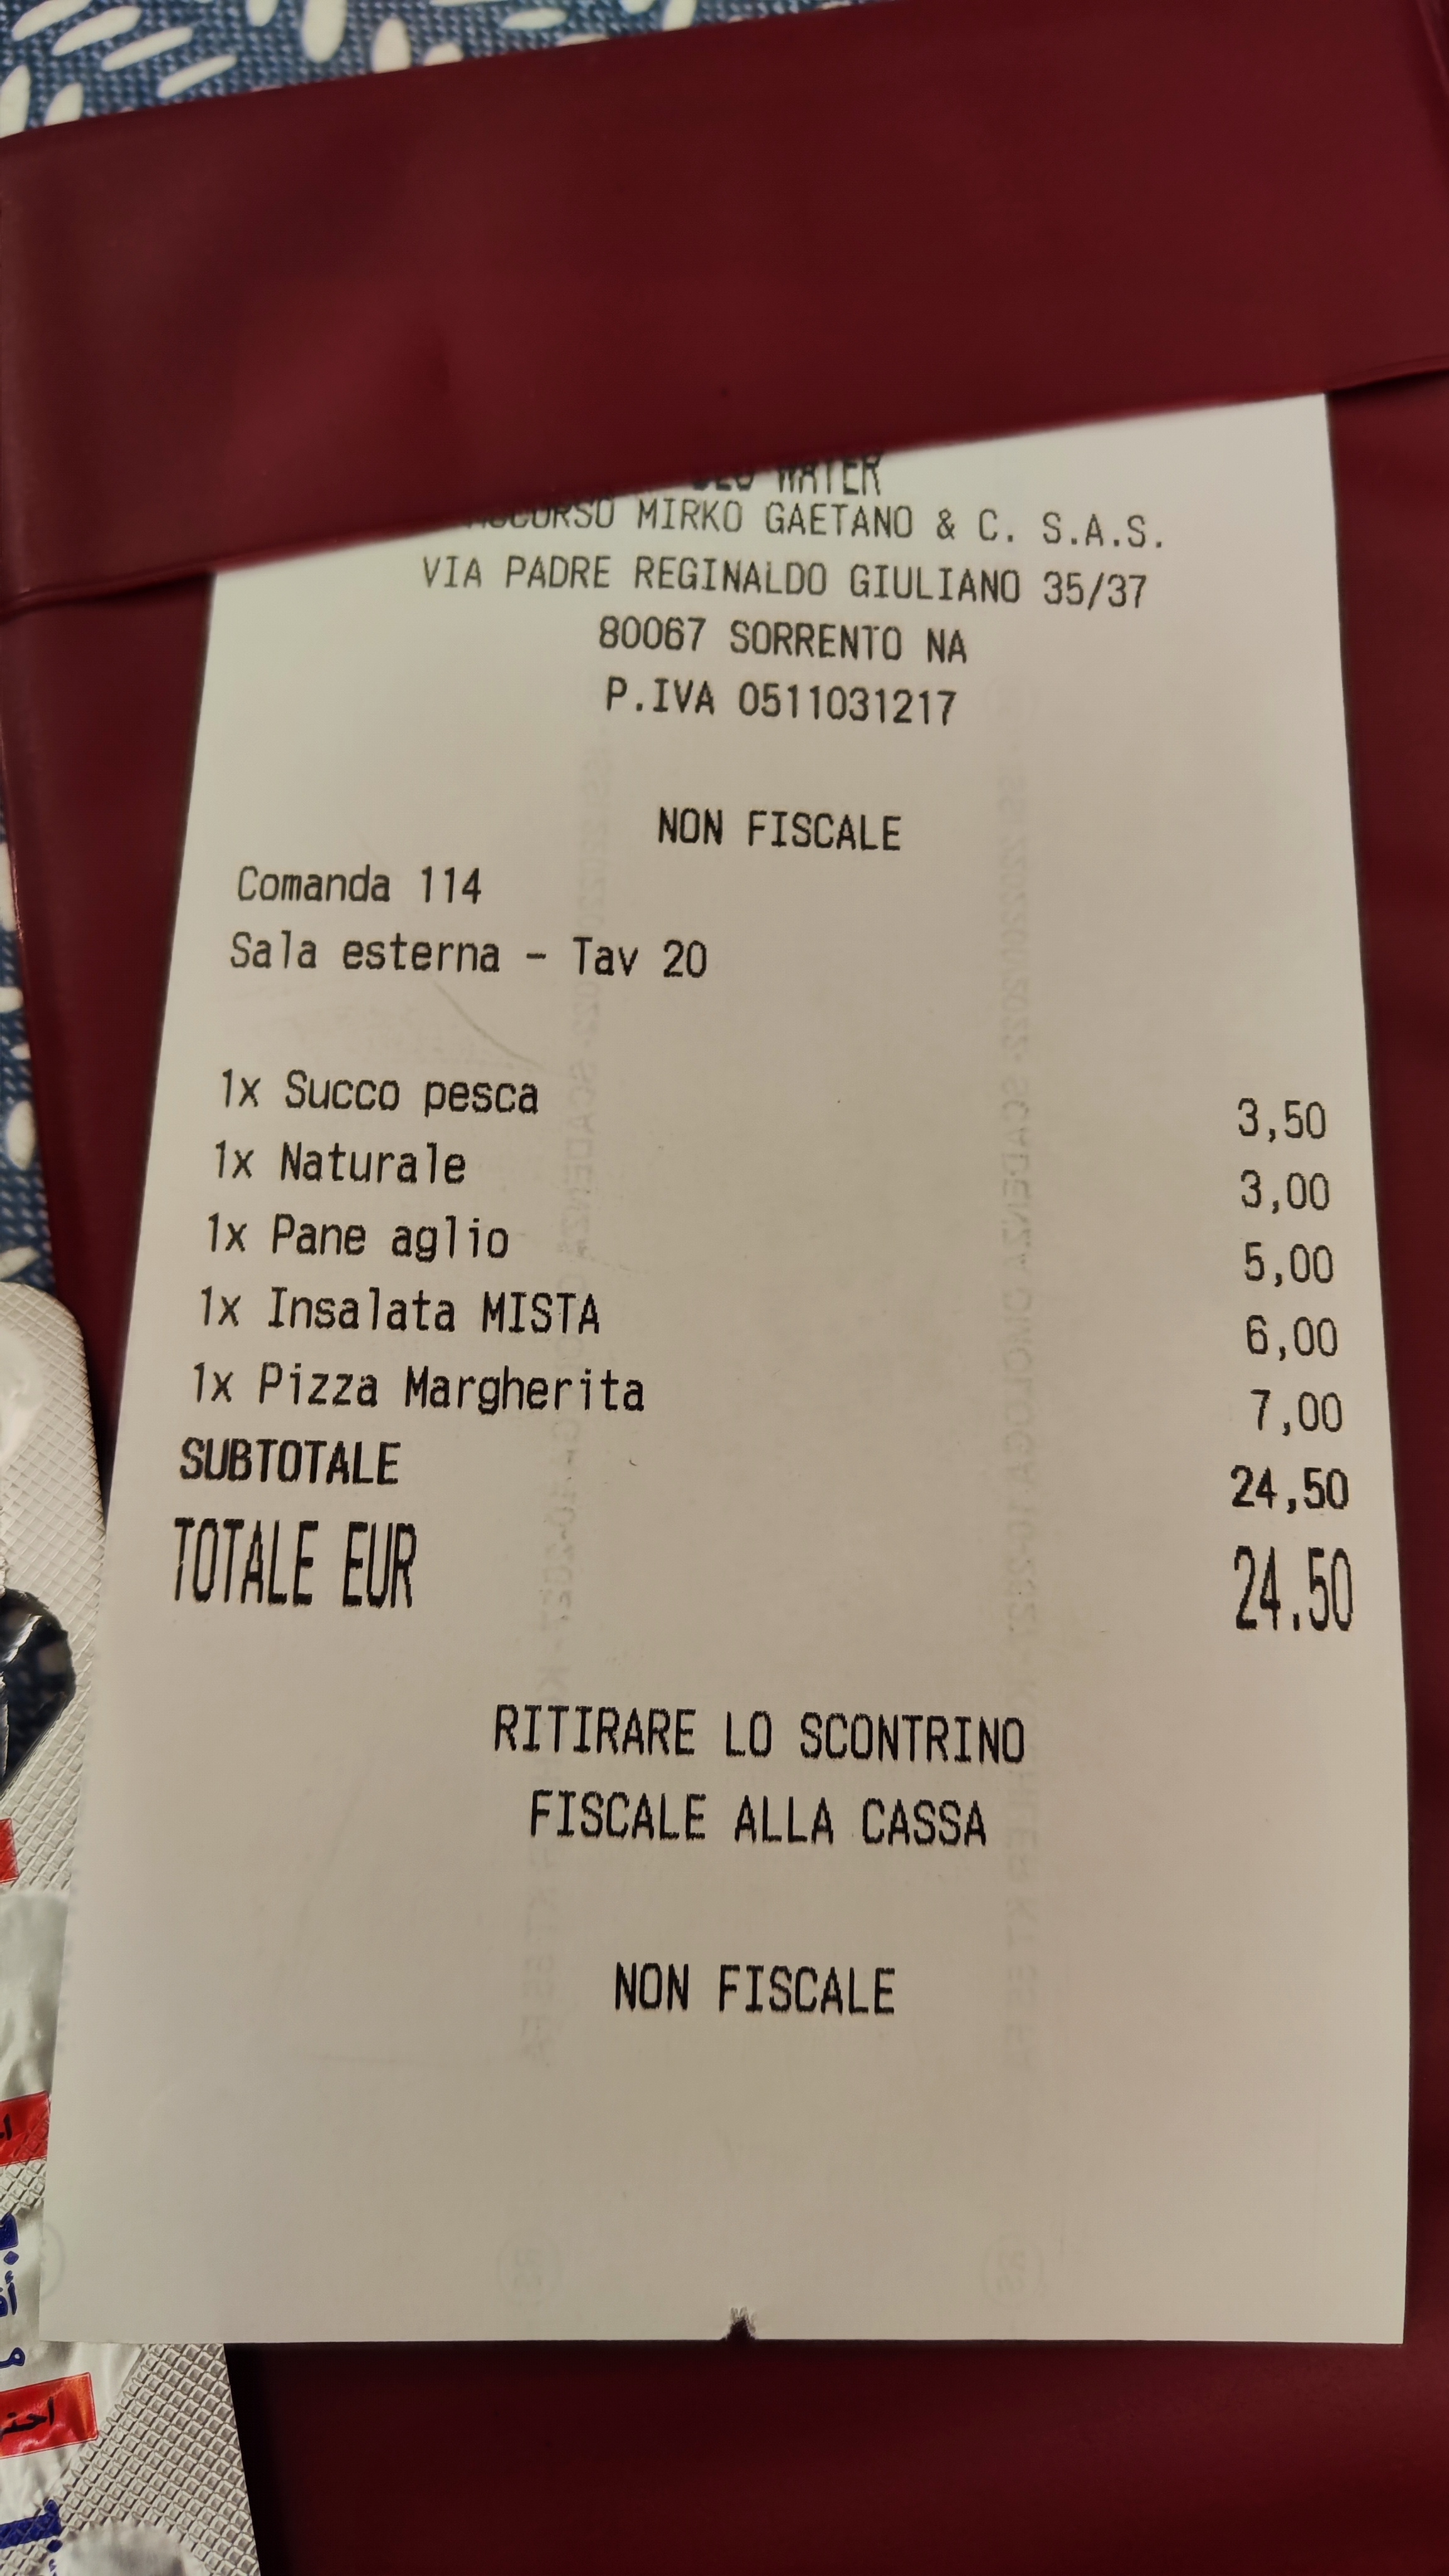 WATER
MIRKO GAETANO & C. S.A.S.
VIA PADRE REGINALDO GIULIANO 35/37
80067 SORRENTO NA
P.IVA 0511031217
NON FISCALE
Comanda 114
Sala esterna - Tav 20
1x Succo pesca 3,50
1x Naturale 3,00
1x Pane aglio 5,00
1x Insalata MISTA 6,00
1x Pizza Margherita 7,00
SUBTOTALE 24,50
TOTALE EUR 24.50
RITIRARE LO SCONTRINO
FISCALE ALLA CASSA
NON FISCALE